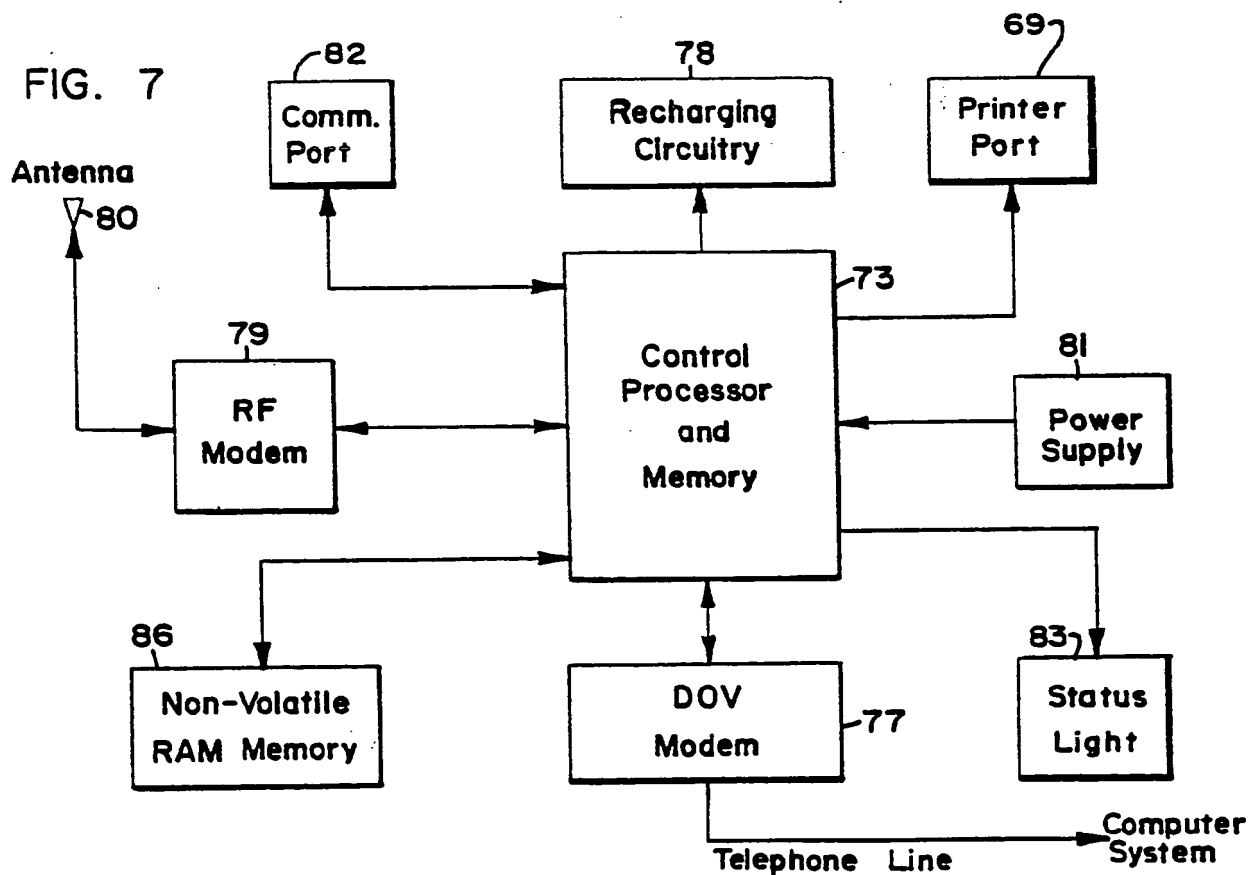 FIG. 7
82
Comm.
Port
78
Recharging
Circuitry
69
Printer
Port
Antenna
80
73
Control
Processor
and
Memory
79
RF
Modem
81
Power
Supply
86
Non-Volatile
RAM Memory
DOV
Modem
77
83
Status
Light
Telephone Line
Computer
System